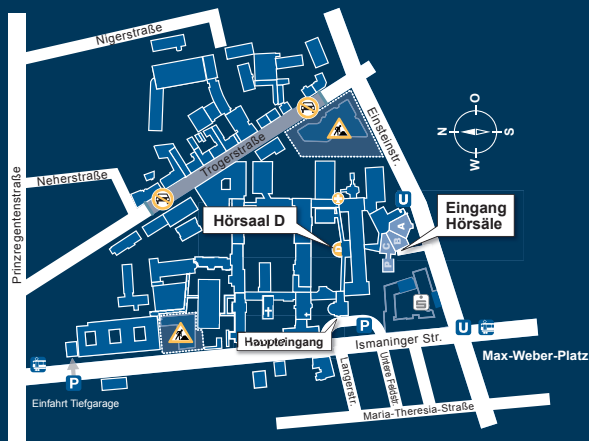 Nigerstraße
O
N
S
W
Einsteinstr.
Trogerstraße
Neherstraße
Prinzregentenstraße
U
Hörsaal D
Eingang
Hörsäle
A
B
C
P
D
S
P
U
Haupteingang
Ismaninger Str.
Max-Weber-Platz
P
Langerstr.
Untere Feldstr.
Einfahrt Tiefgarage
Maria-Theresia-Straße